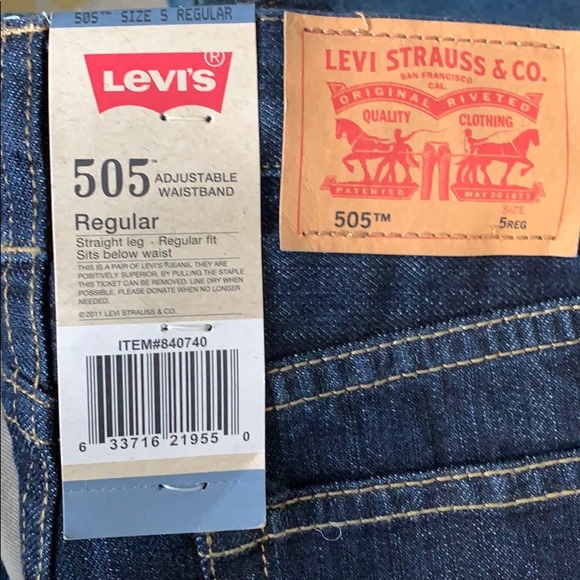 505™ SIZE 5 REGULAR
LEVI'S®
505™ ADJUSTABLE
WAISTBAND
Regular
Straight leg · Regular fit
Sits below waist
THIS IS A PAIR OF LEVI'S® JEANS. THEY ARE
POSITIVELY SUPERIOR. BY PULLING THE STAPLE
THIS TICKET CAN BE REMOVED. LINE DRY WHEN
POSSIBLE. PLEASE DONATE WHEN NO LONGER
NEEDED.
©2011 LEVI STRAUSS & CO.
ITEM#840740
6 33716 21955 0
LEVI STRAUSS & CO.
SAN FRANCISCO
CAL.
ORIGINAL RIVETED
QUALITY CLOTHING
PATENTED MAY 20 1873
SIZE
505™ 5REG